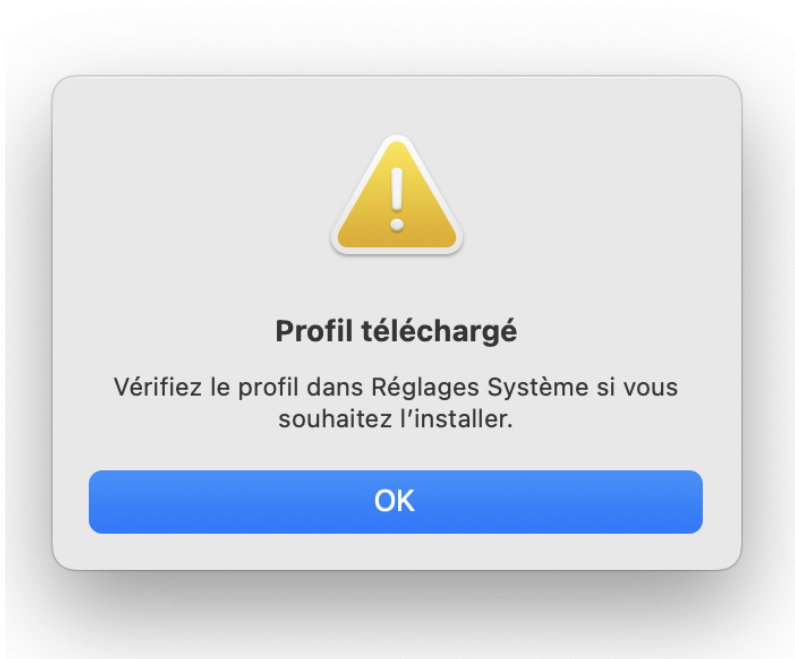 Profil téléchargé
Vérifiez le profil dans Réglages Système si vous
souhaitez l’installer.
OK